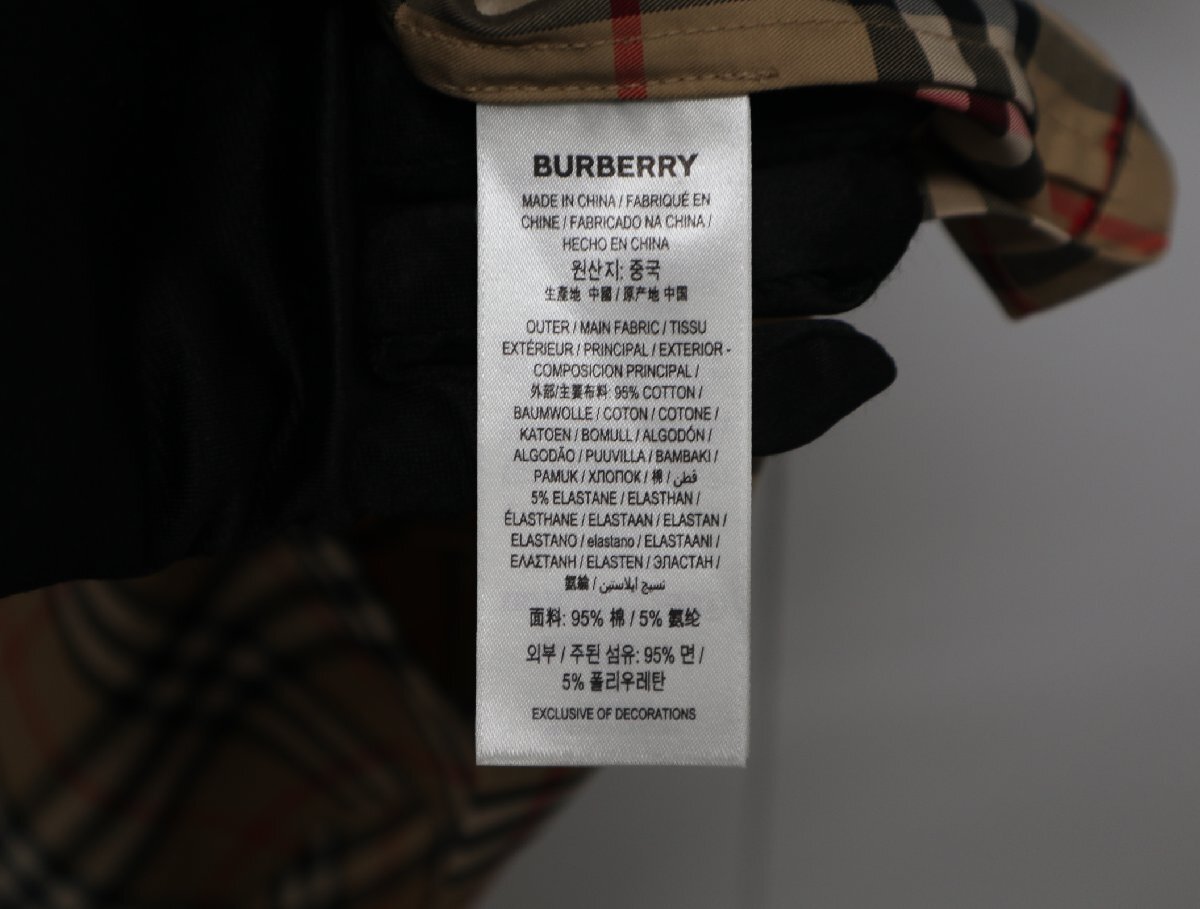 BURBERRY
MADE IN CHINA / FABRIQUÉ EN
CHINE / FABRICADO NA CHINA /
HECHO EN CHINA
원산지: 중국
生產地 中國 / 原产地 中国
OUTER / MAIN FABRIC / TISSU
EXTÉRIEUR / PRINCIPAL / EXTERIOR -
COMPOSICION PRINCIPAL /
外部/主要布料: 95% COTTON /
BAUMWOLLE / COTON / COTONE /
KATOEN / BOMULL / ALGODÓN /
ALGODÃO / PUUVILLA / BAMBAKI /
PAMUK / ХЛОПОК / 棉 / قطن
5% ELASTANE / ELASTHAN /
ÉLASTHANE / ELASTAAN / ELASTAN /
ELASTANO / elastano / ELASTAANI /
ΕΛΑΣΤΑΝΗ / ELASTEN / ЭЛАСТАН /
氨綸 / نسيج ايلاستين
面料: 95% 棉 / 5% 氨纶
외부 / 주된 섬유: 95% 면 /
5% 폴리우레탄
EXCLUSIVE OF DECORATIONS